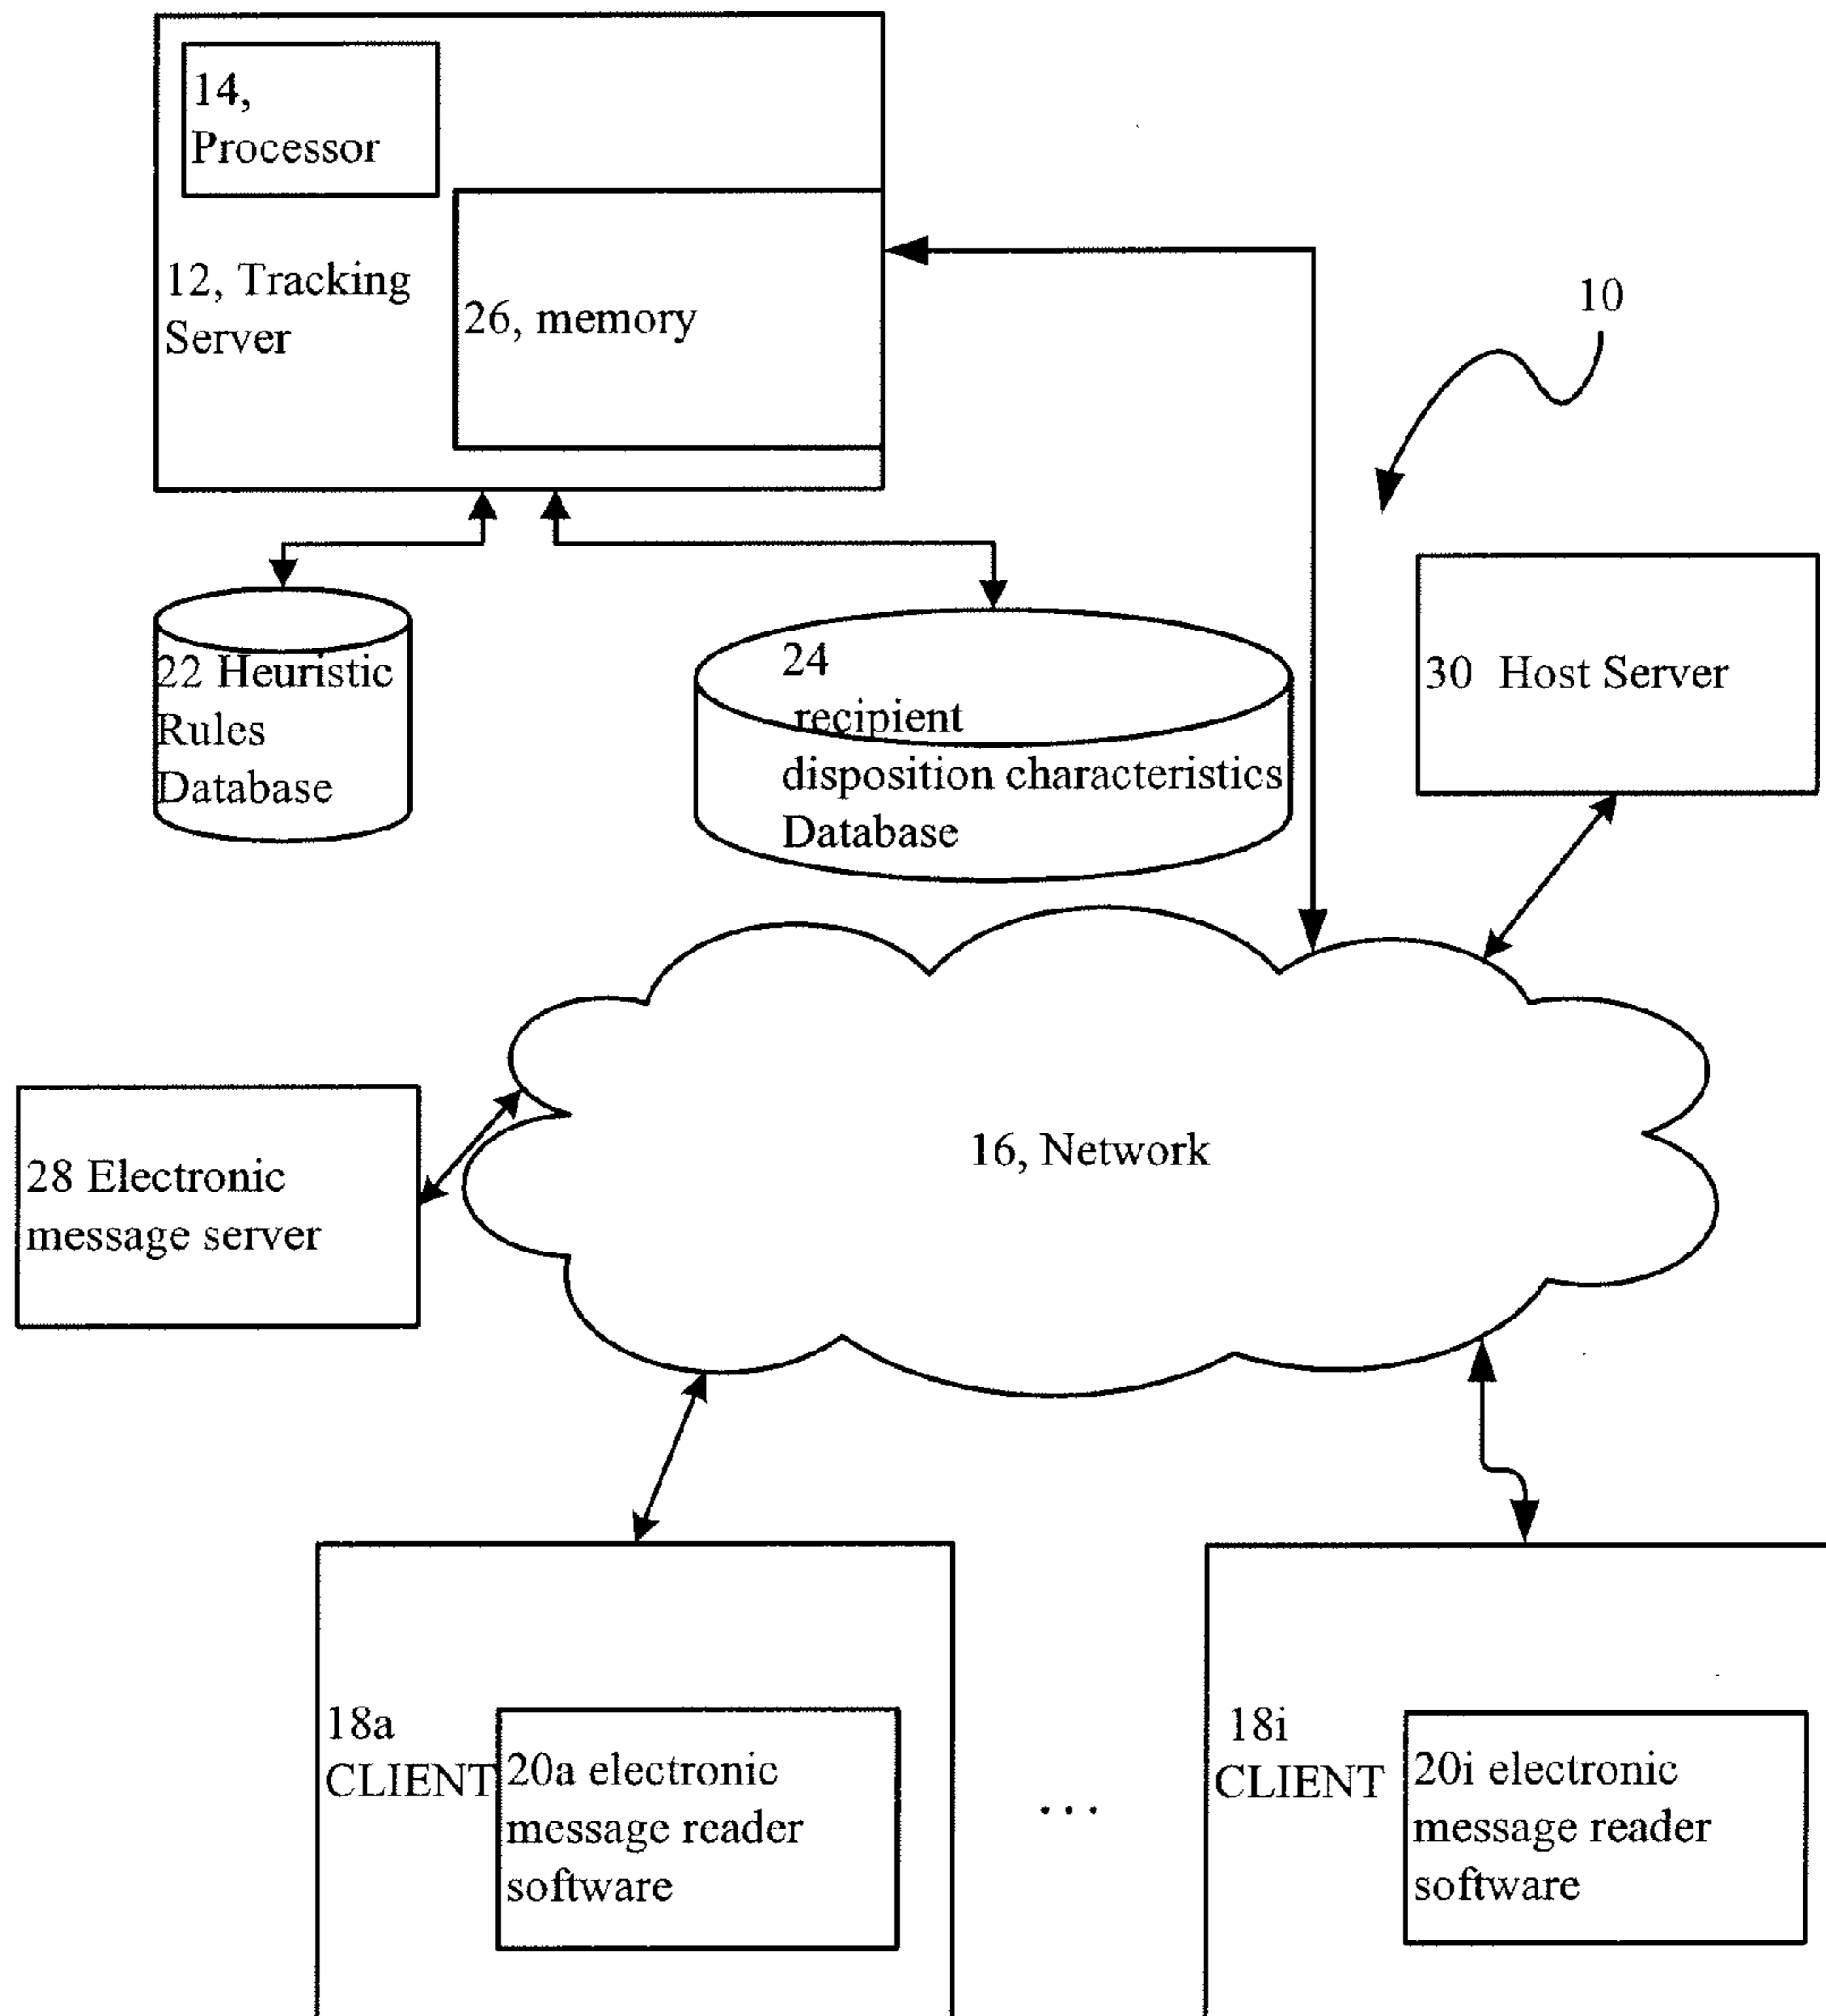 14,
Processor
12, Tracking
Server
26, memory
10
22 Heuristic
Rules
Database
24
recipient
disposition characteristics
Database
30 Host Server
16, Network
28 Electronic
message server
18a
CLIENT
20a electronic
message reader
software
...
18i
CLIENT
20i electronic
message reader
software